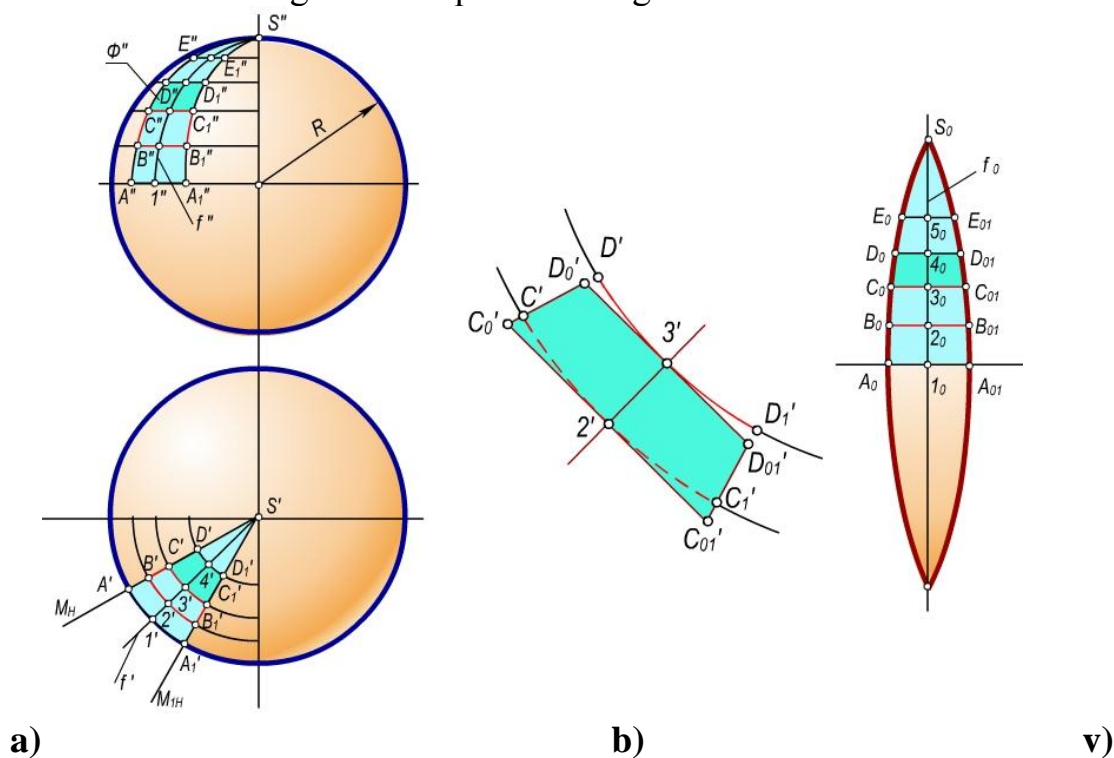 S"
E"
Φ"
E₁"
D"
D₁"
R
C"
C₁"
B"
B₁"
A"
1"
A₁"
f"
S'
D'
C'
B'
A'
4'
D₁'
3'
C₁'
M_H
2'
B₁'
1'
A₁'
f'
M₁H
D'
D₀'
C'
C₀'
3'
2'
D₁'
D₀₁'
C₁'
C₀₁'
S₀
f₀
E₀
E₀₁
5₀
D₀
D₀₁
4₀
C₀
C₀₁
3₀
B₀
B₀₁
2₀
A₀
1₀
A₀₁
a) b) v)